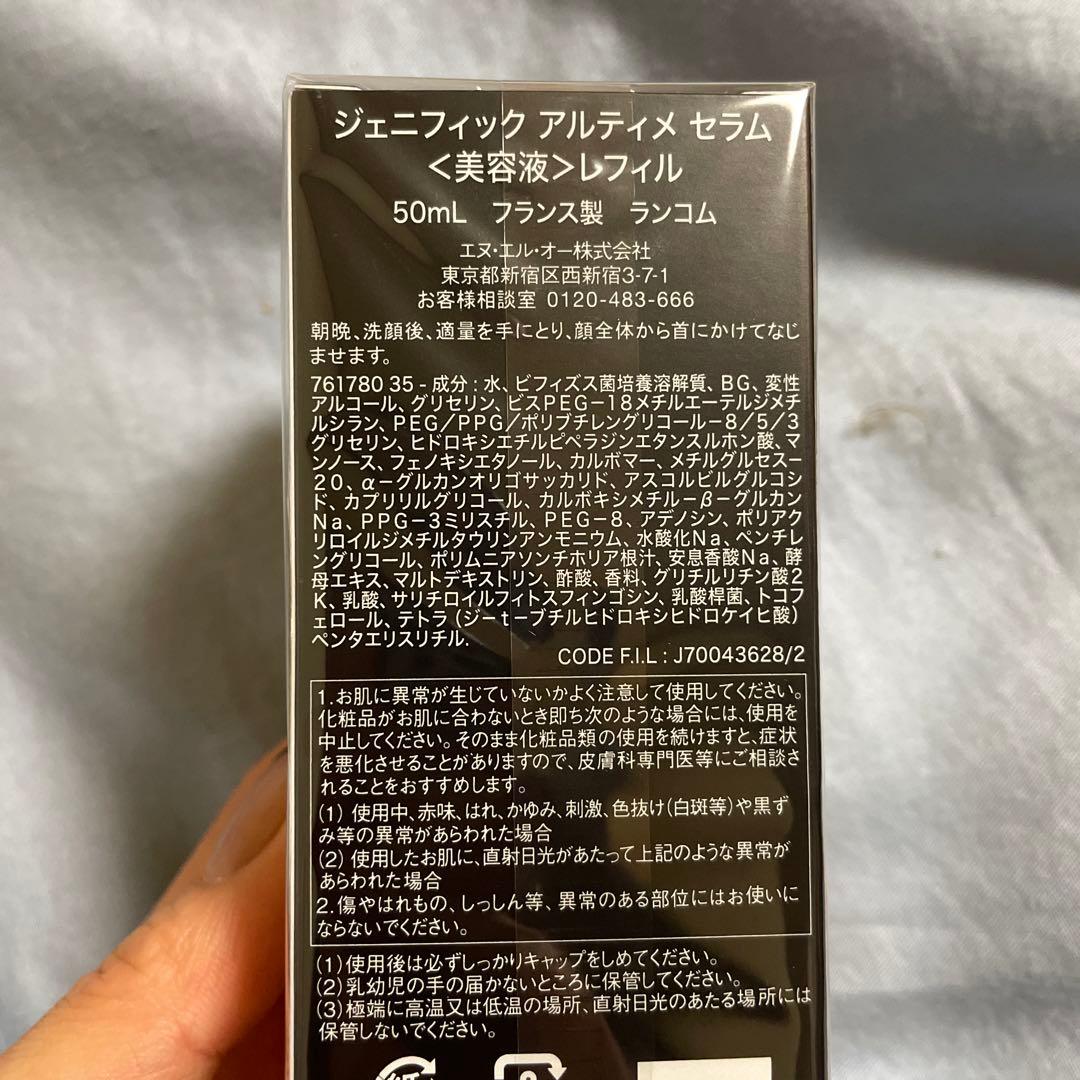 ジェニフィック アルティメ セラム
＜美容液＞レフィル
50mL フランス製 ランコム
エヌ・エル・オー株式会社
東京都新宿区西新宿3-7-1
お客様相談室 0120-483-666
朝晩、洗顔後、適量を手にとり、顔全体から首にかけてなじ
ませます。
761780 35 - 成分 : 水、ビフィズス菌培養溶解質、BG、変性
アルコール、グリセリン、ビスPEG－18メチルエーテルジメチ
ルシラン、PEG／PPG／ポリブチレングリコール－8／5／3
グリセリン、ヒドロキシエチルピペラジンエタンスルホン酸、マ
ンノース、フェノキシエタノール、カルボマー、メチルグルセス－
20、α－グルカンオリゴサッカリド、アスコルビルグルコシ
ド、カプリリルグリコール、カルボキシメチル－β－グルカン
Na、PPG－3ミリスチル、PEG－8、アデノシン、ポリアク
リロイルジメチルタウリンアンモニウム、水酸化Na、ペンチレ
ングリコール、ポリムニアソンチホリア根汁、安息香酸Na、酵
母エキス、マルトデキストリン、酢酸、香料、グリチルリチン酸2
K、乳酸、サリチロイルフィトスフィンゴシン、乳酸桿菌、トコフ
ェロール、テトラ（ジーt－ブチルヒドロキシヒドロケイヒ酸）
ペンタエリスリチル.
CODE F.I.L : J70043628/2
1.お肌に異常が生じていないかよく注意して使用してください。
化粧品がお肌に合わないとき即ち次のような場合には、使用を
中止してください。そのまま化粧品類の使用を続けますと、症状
を悪化させることがありますので、皮膚科専門医等にご相談さ
れることをおすすめします。
(1) 使用中、赤味、はれ、かゆみ、刺激、色抜け(白斑等)や黒ず
み等の異常があらわれた場合
(2) 使用したお肌に、直射日光があたって上記のような異常が
あらわれた場合
2.傷やはれもの、しっしん等、異常のある部位にはお使いに
ならないでください。
(1)使用後は必ずしっかりキャップをしめてください。
(2)乳幼児の手の届かないところに保管してください。
(3)極端に高温又は低温の場所、直射日光のあたる場所には
保管しないでください。